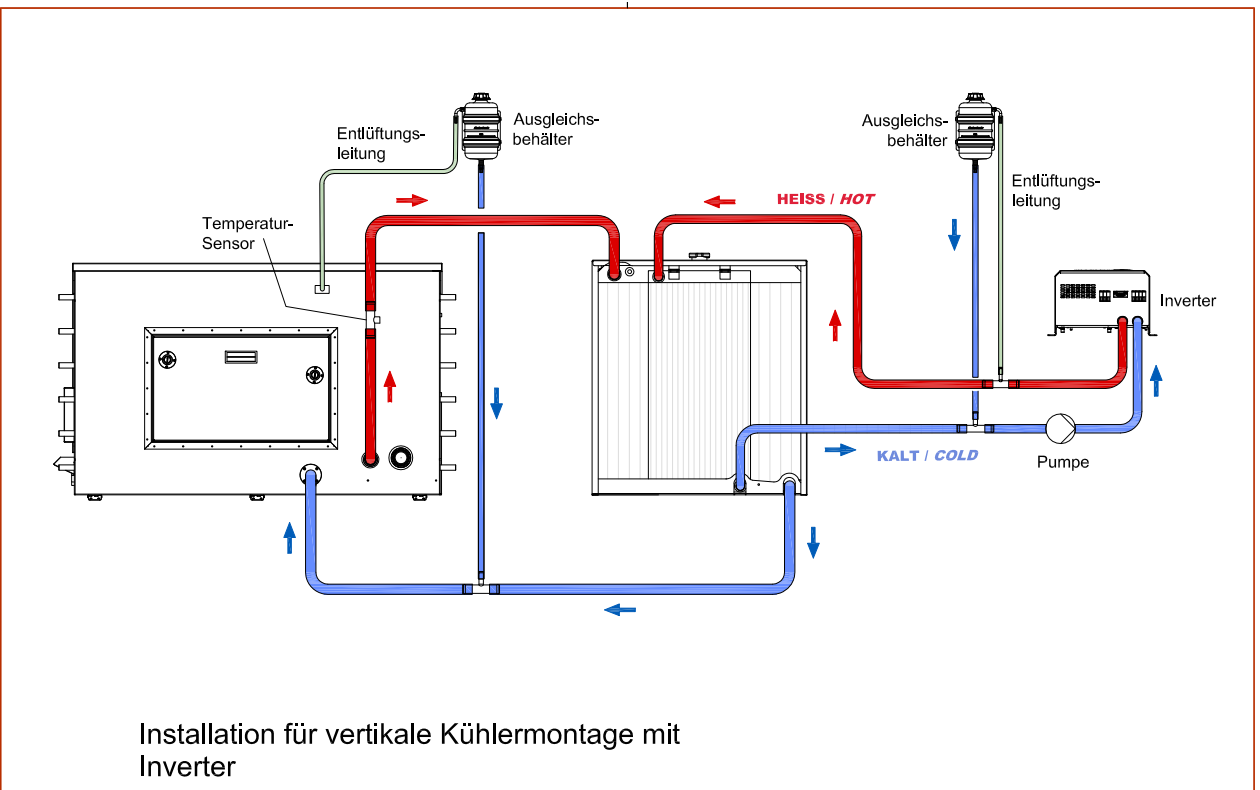 Entlüftungs-
leitung
Ausgleichs-
behälter
Ausgleichs-
behälter
Entlüftungs-
leitung
HEISS / HOT
Temperatur-
Sensor
Inverter
KALT / COLD
Pumpe
Installation für vertikale Kühlermontage mit
Inverter